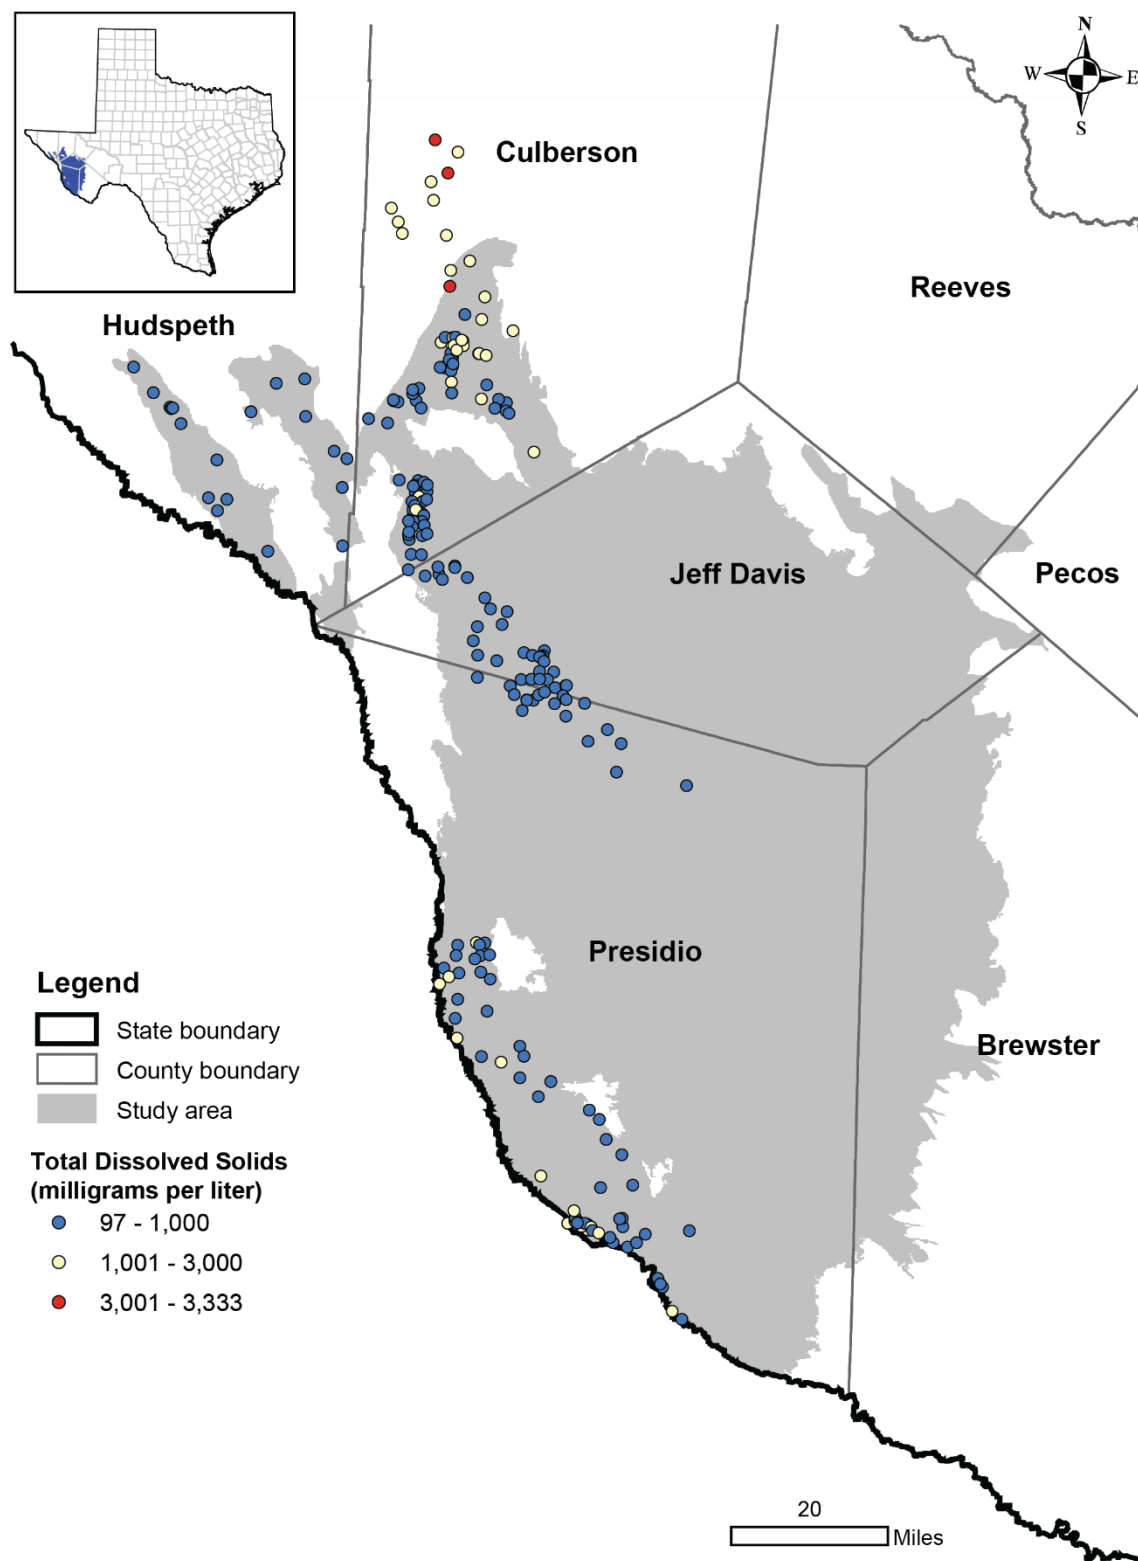 N
W E
S
Culberson
Reeves
Hudspeth
Jeff Davis
Pecos
Presidio
Brewster
Legend
State boundary
County boundary
Study area
Total Dissolved Solids
(milligrams per liter)
97 - 1,000
1,001 - 3,000
3,001 - 3,333
20
Miles